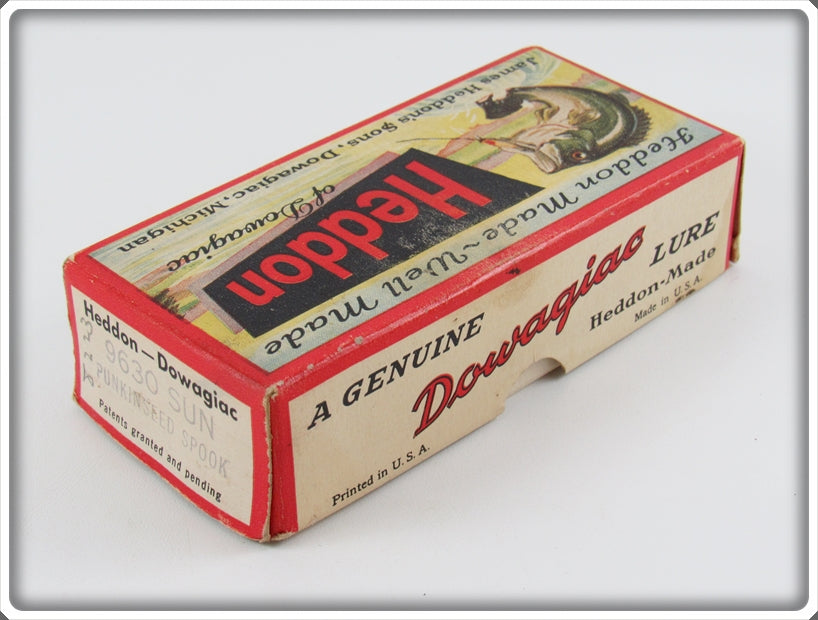 James Heddon's Sons, Dowagiac, Michigan
Heddon
of Dowagiac
Heddon Made ~ Well Made
Heddon—Dowagiac
9630 SUN
PUNKINSEED SPOOK
Patents granted and pending
A GENUINE
Dowagiac
LURE
Heddon-Made
Made in U.S.A.
Printed in U.S.A.